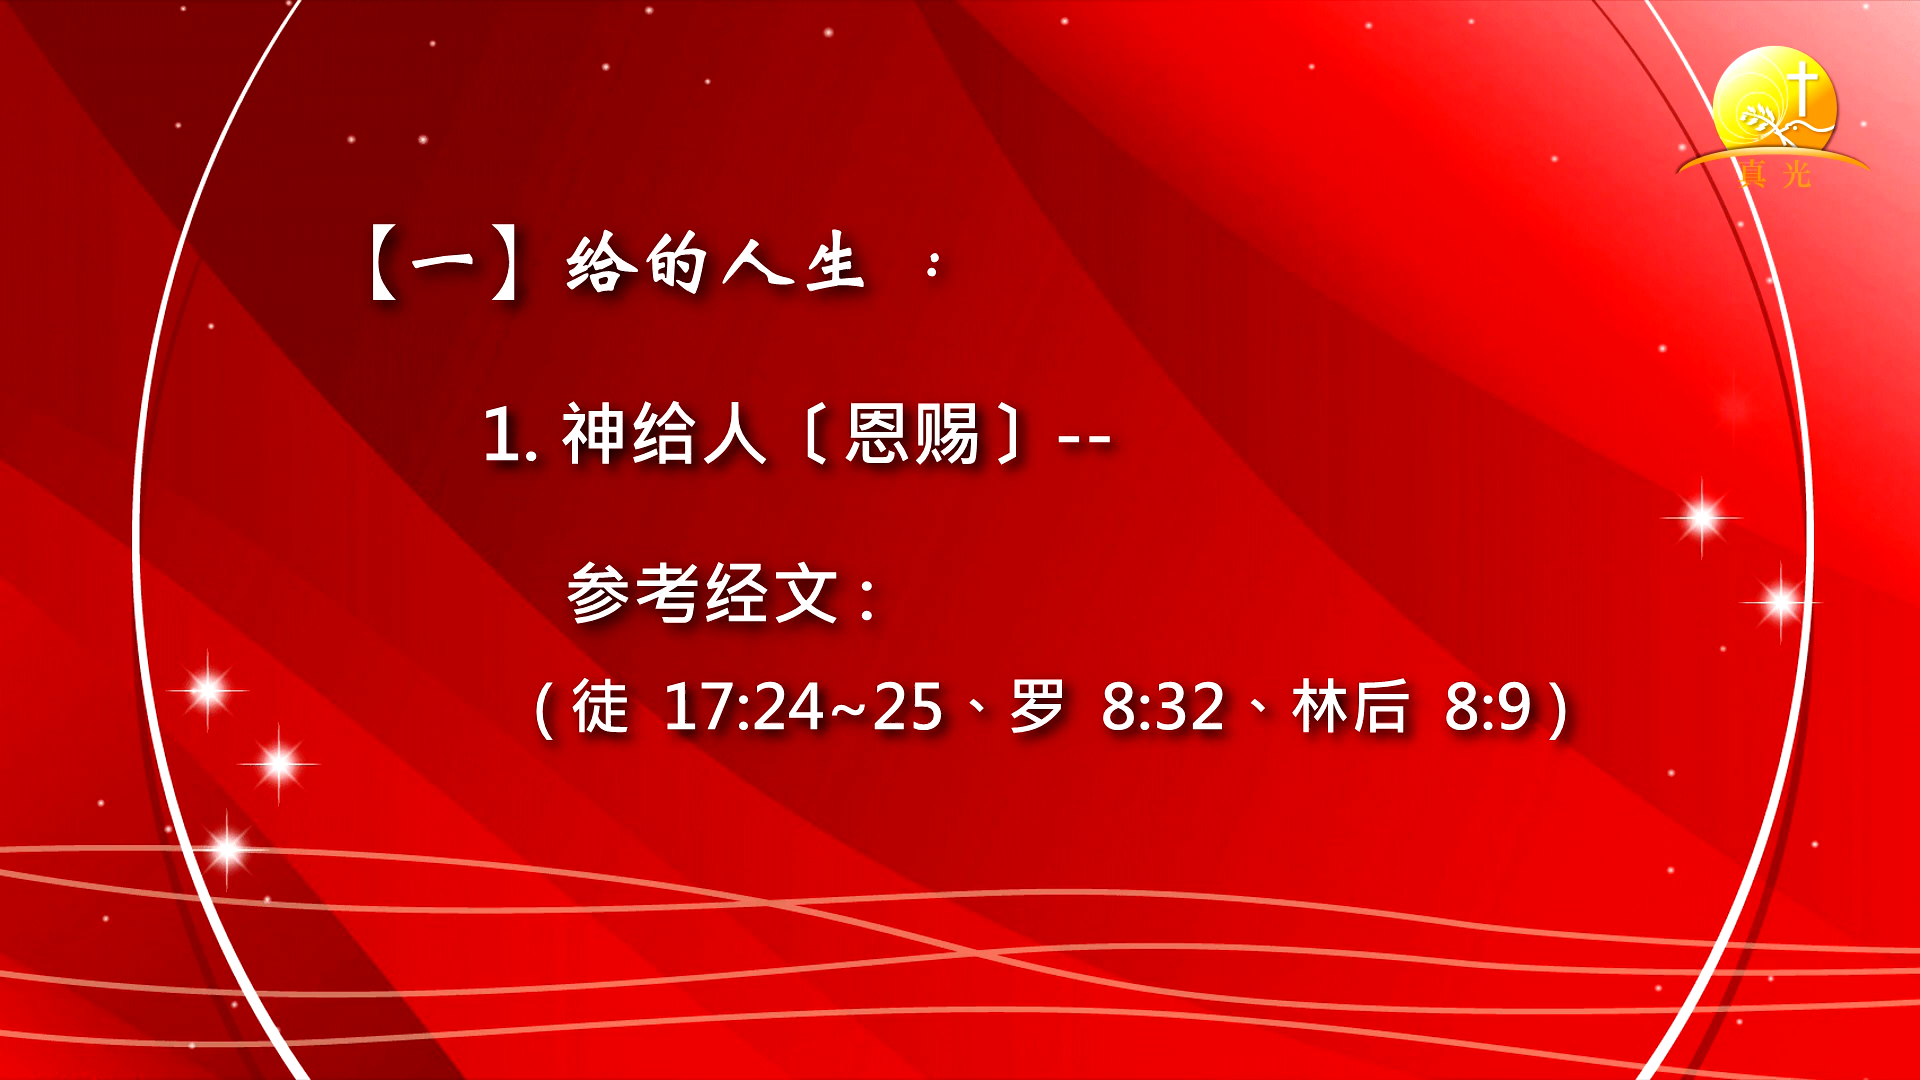 真光
【一】给的人生 :
1. 神给人〔恩赐〕--
参考经文 :
( 徒 17:24~25、罗 8:32、林后 8:9 )